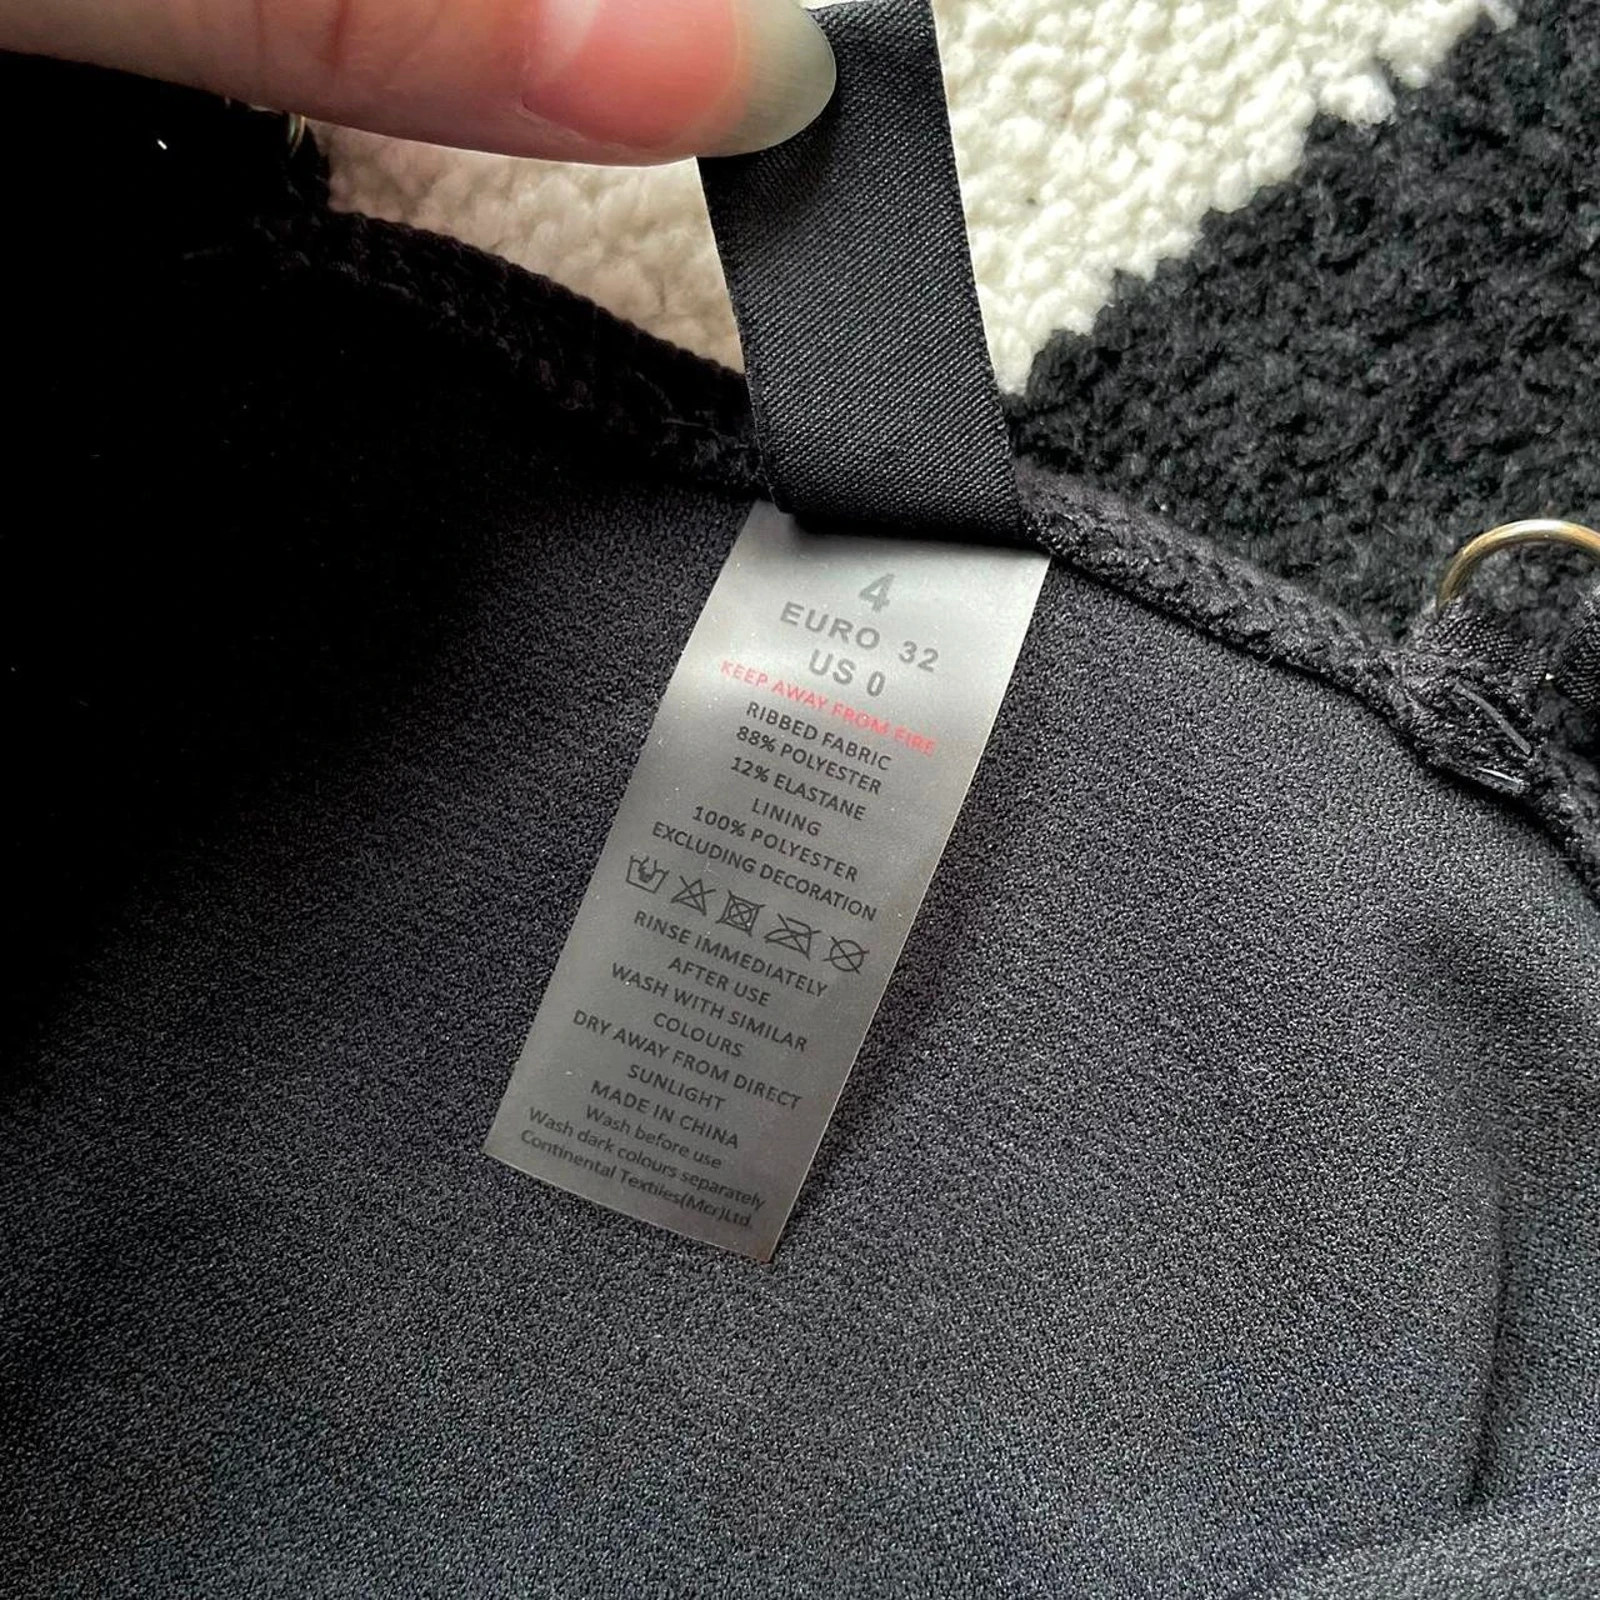 4
EURO 32
US 0
KEEP AWAY FROM FIRE
RIBBED FABRIC
88% POLYESTER
12% ELASTANE
LINING
100% POLYESTER
EXCLUDING DECORATION
RINSE IMMEDIATELY
AFTER USE
WASH WITH SIMILAR
COLOURS
DRY AWAY FROM DIRECT
SUNLIGHT
MADE IN CHINA
Wash before use
Wash dark colours separately
Continental Textiles(Mcr)Ltd.